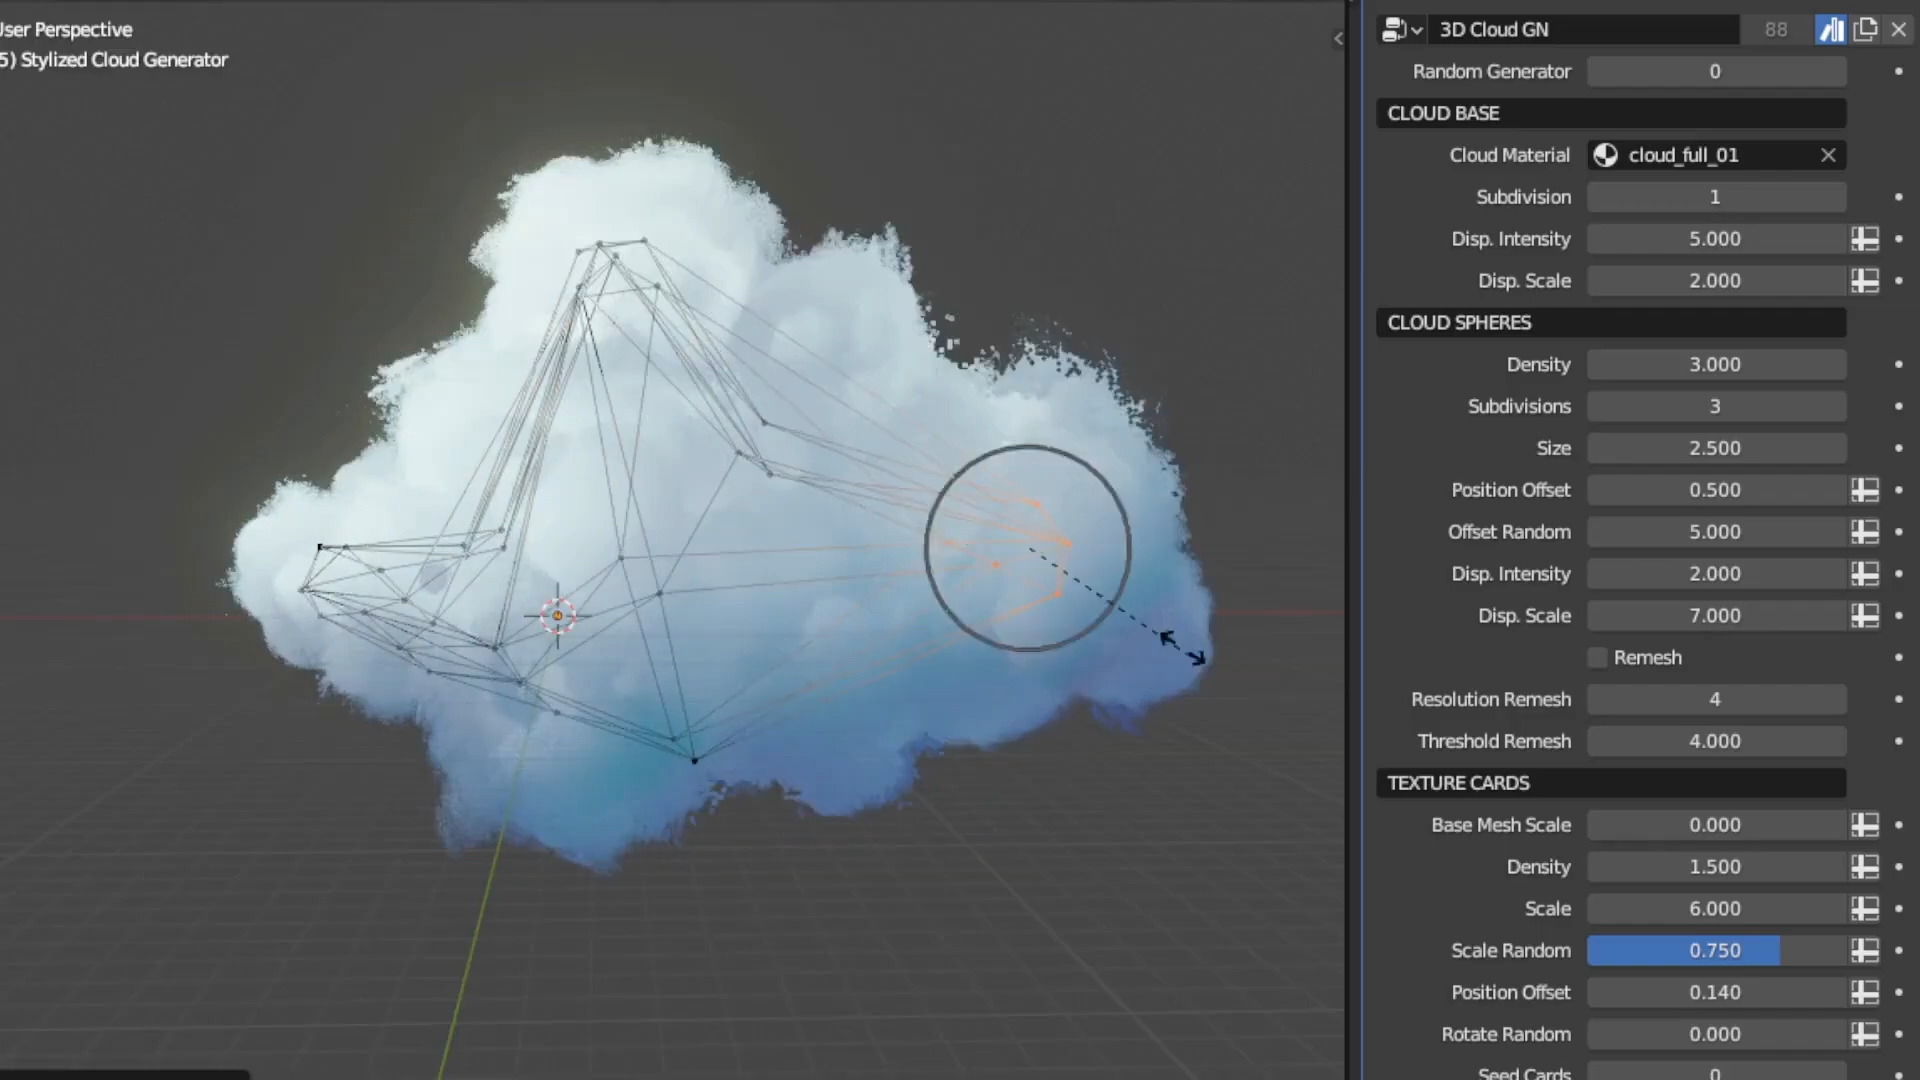 User Perspective
5) Stylized Cloud Generator
3D Cloud GN 88
Random Generator 0
CLOUD BASE
Cloud Material cloud_full_01
Subdivision 1
Disp. Intensity 5.000
Disp. Scale 2.000
CLOUD SPHERES
Density 3.000
Subdivisions 3
Size 2.500
Position Offset 0.500
Offset Random 5.000
Disp. Intensity 2.000
Disp. Scale 7.000
Remesh
Resolution Remesh 4
Threshold Remesh 4.000
TEXTURE CARDS
Base Mesh Scale 0.000
Density 1.500
Scale 6.000
Scale Random 0.750
Position Offset 0.140
Rotate Random 0.000
Seed Cards 0